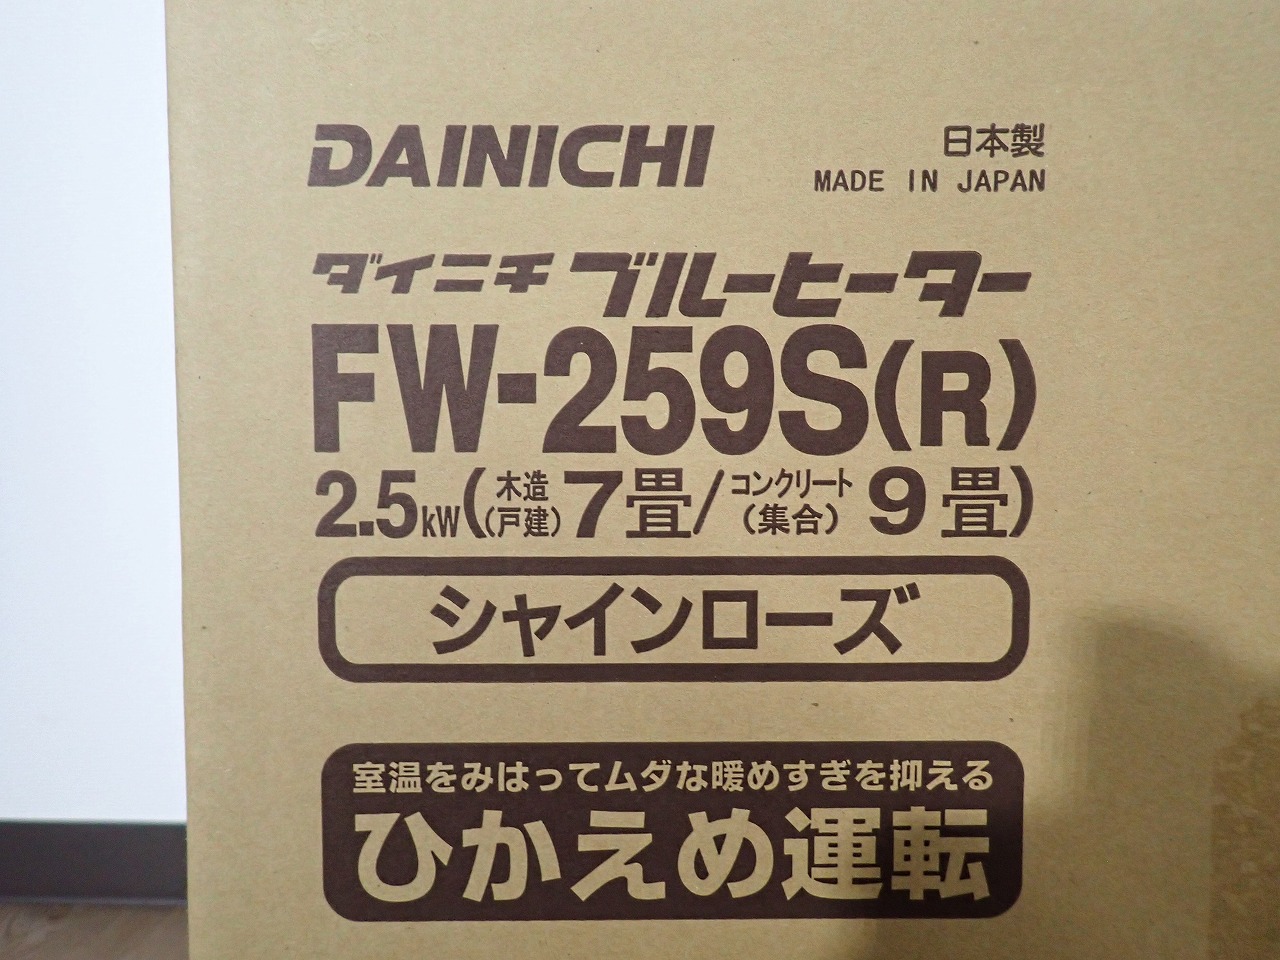 DAINICHI
日本製
MADE IN JAPAN
ダイニチ ブルーヒーター
FW-259S(R)
2.5kW(木造(戸建)7畳/コンクリート(集合)9畳)
シャインローズ
室温をみはってムダな暖めすぎを抑える
ひかえめ運転